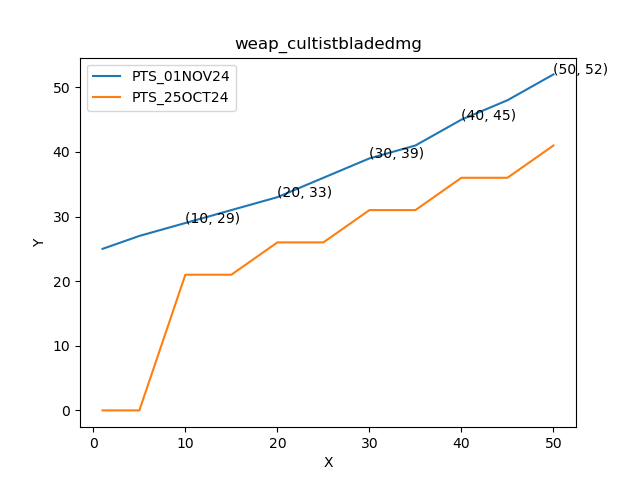 weap_cultistbladedmg
PTS_01NOV24
PTS_25OCT24
(50, 52)
(40, 45)
(30, 39)
(20, 33)
(10, 29)
50
40
30
20
10
0
Y
0 10 20 30 40 50
X